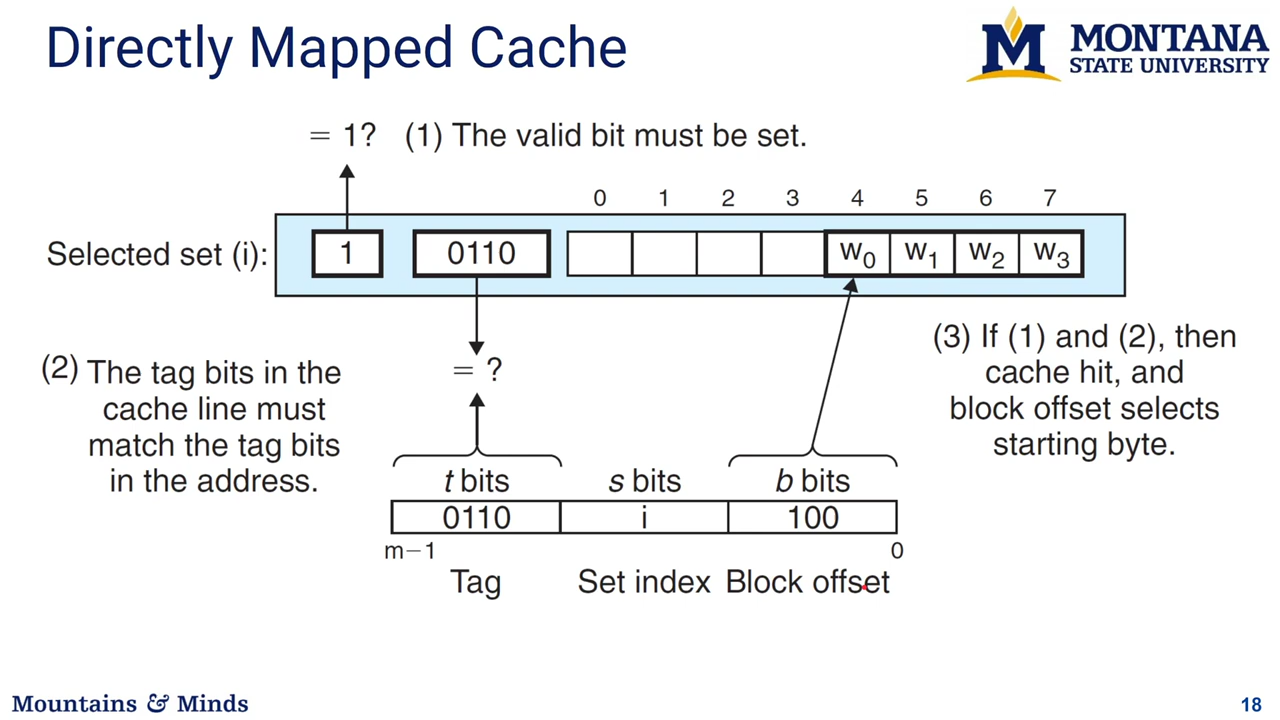 Directly Mapped Cache
MONTANA
STATE UNIVERSITY
= 1? (1) The valid bit must be set.
0 1 2 3 4 5 6 7
Selected set (i): 1 0110 w0 w1 w2 w3
(2) The tag bits in the
cache line must
match the tag bits
in the address.
= ?
(3) If (1) and (2), then
cache hit, and
block offset selects
starting byte.
t bits s bits b bits
0110 i 100
m−1 0
Tag Set index Block offset
Mountains & Minds
18